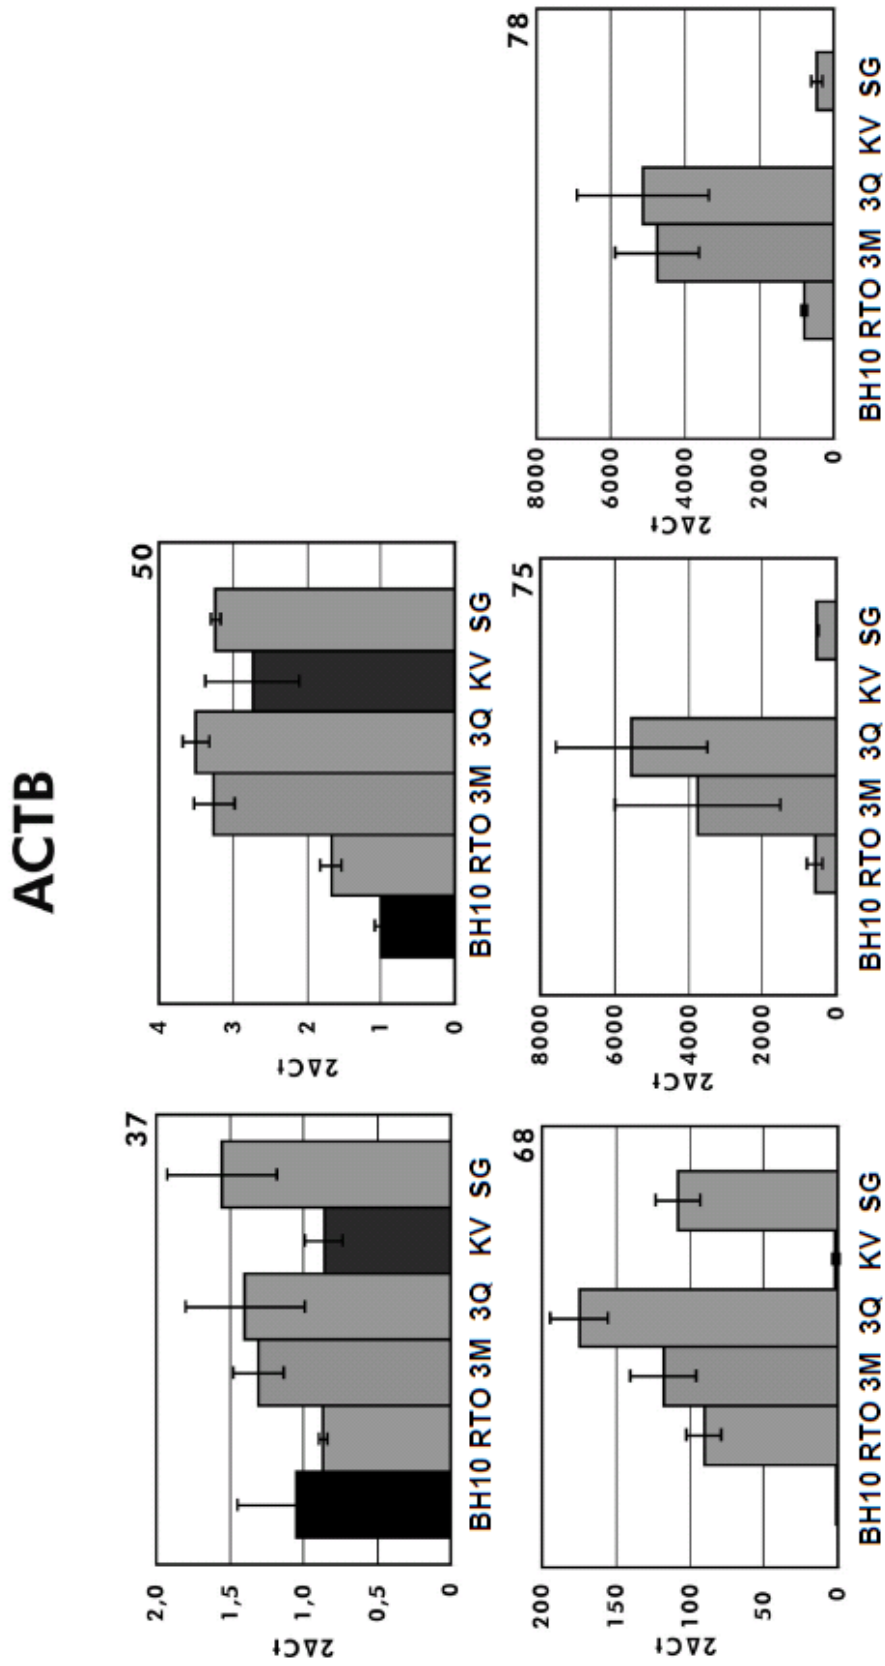 ACTB
37
2ΔCt
2,0
1,5
1,0
0,5
0
BH10 RTO 3M 3Q KV SG
50
2ΔCt
4
3
2
1
0
BH10 RTO 3M 3Q KV SG
68
2ΔCt
200
150
100
50
0
BH10 RTO 3M 3Q KV SG
75
2ΔCt
8000
6000
4000
2000
0
BH10 RTO 3M 3Q KV SG
78
2ΔCt
8000
6000
4000
2000
0
BH10 RTO 3M 3Q KV SG